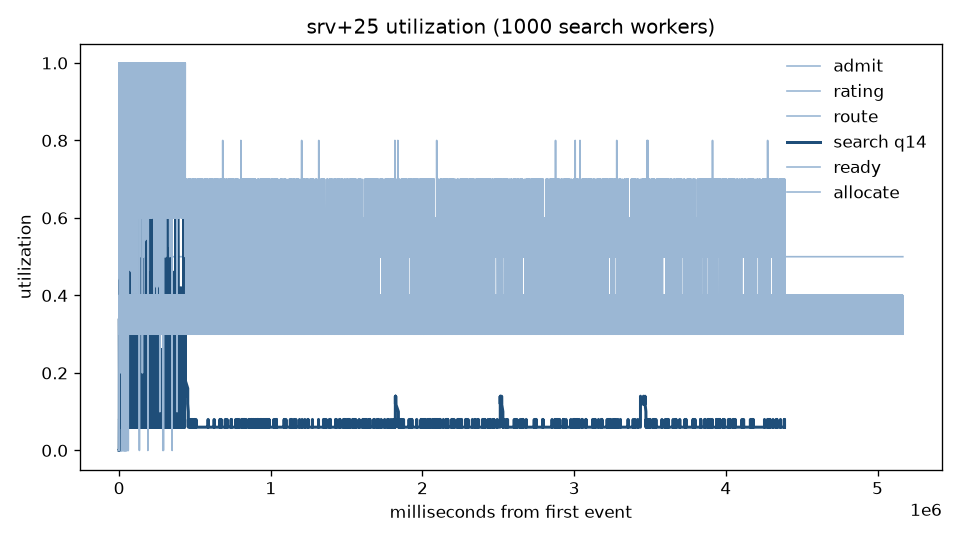 srv+25 utilization (1000 search workers)
admit
rating
route
search q14
ready
allocate
utilization
1.0
0.8
0.6
0.4
0.2
0.0
0
1
2
3
4
5
1e6
milliseconds from first event